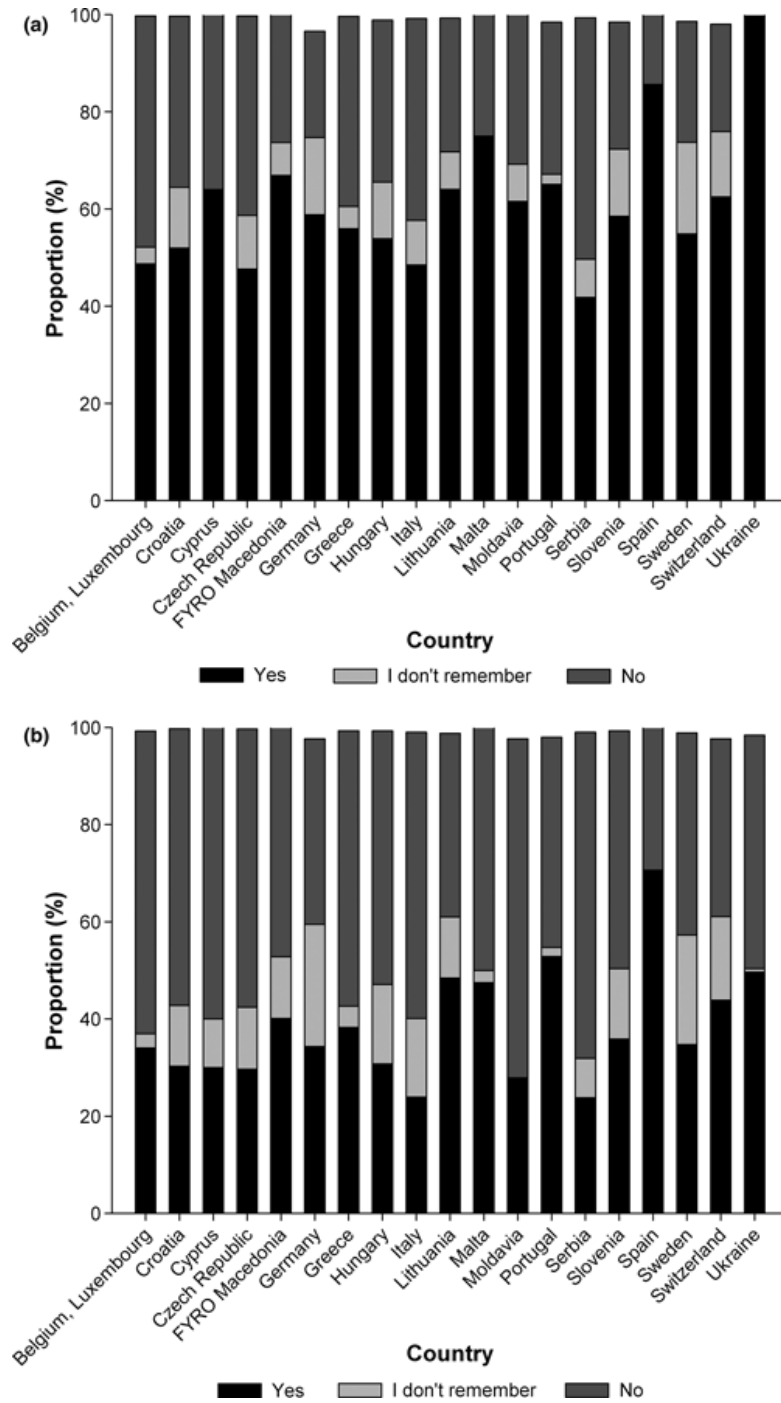 (a)
100
80
60
40
20
0
Proportion (%)
Belgium, Luxembourg
Croatia
Cyprus
Czech Republic
FYRO Macedonia
Germany
Greece
Hungary
Italy
Lithuania
Malta
Moldavia
Portugal
Serbia
Slovenia
Spain
Sweden
Switzerland
Ukraine
Country
Yes I don't remember No
(b)
100
80
60
40
20
0
Proportion (%)
Belgium, Luxembourg
Croatia
Cyprus
Czech Republic
FYRO Macedonia
Germany
Greece
Hungary
Italy
Lithuania
Malta
Moldavia
Portugal
Serbia
Slovenia
Spain
Sweden
Switzerland
Ukraine
Country
Yes I don't remember No